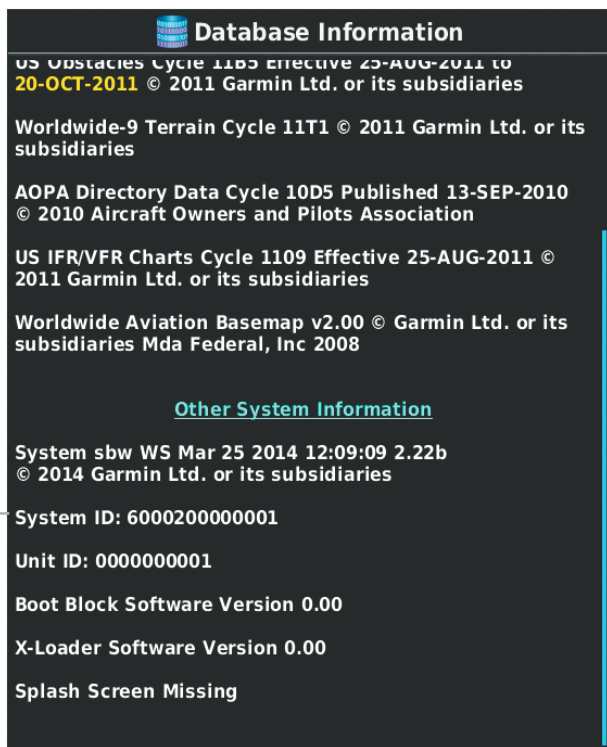 Database Information
US Obstacles Cycle 11B5 Effective 25-AUG-2011 to
20-OCT-2011 © 2011 Garmin Ltd. or its subsidiaries
Worldwide-9 Terrain Cycle 11T1 © 2011 Garmin Ltd. or its
subsidiaries
AOPA Directory Data Cycle 10D5 Published 13-SEP-2010
© 2010 Aircraft Owners and Pilots Association
US IFR/VFR Charts Cycle 1109 Effective 25-AUG-2011 ©
2011 Garmin Ltd. or its subsidiaries
Worldwide Aviation Basemap v2.00 © Garmin Ltd. or its
subsidiaries Mda Federal, Inc 2008
Other System Information
System sbw WS Mar 25 2014 12:09:09 2.22b
© 2014 Garmin Ltd. or its subsidiaries
System ID: 6000200000001
Unit ID: 0000000001
Boot Block Software Version 0.00
X-Loader Software Version 0.00
Splash Screen Missing